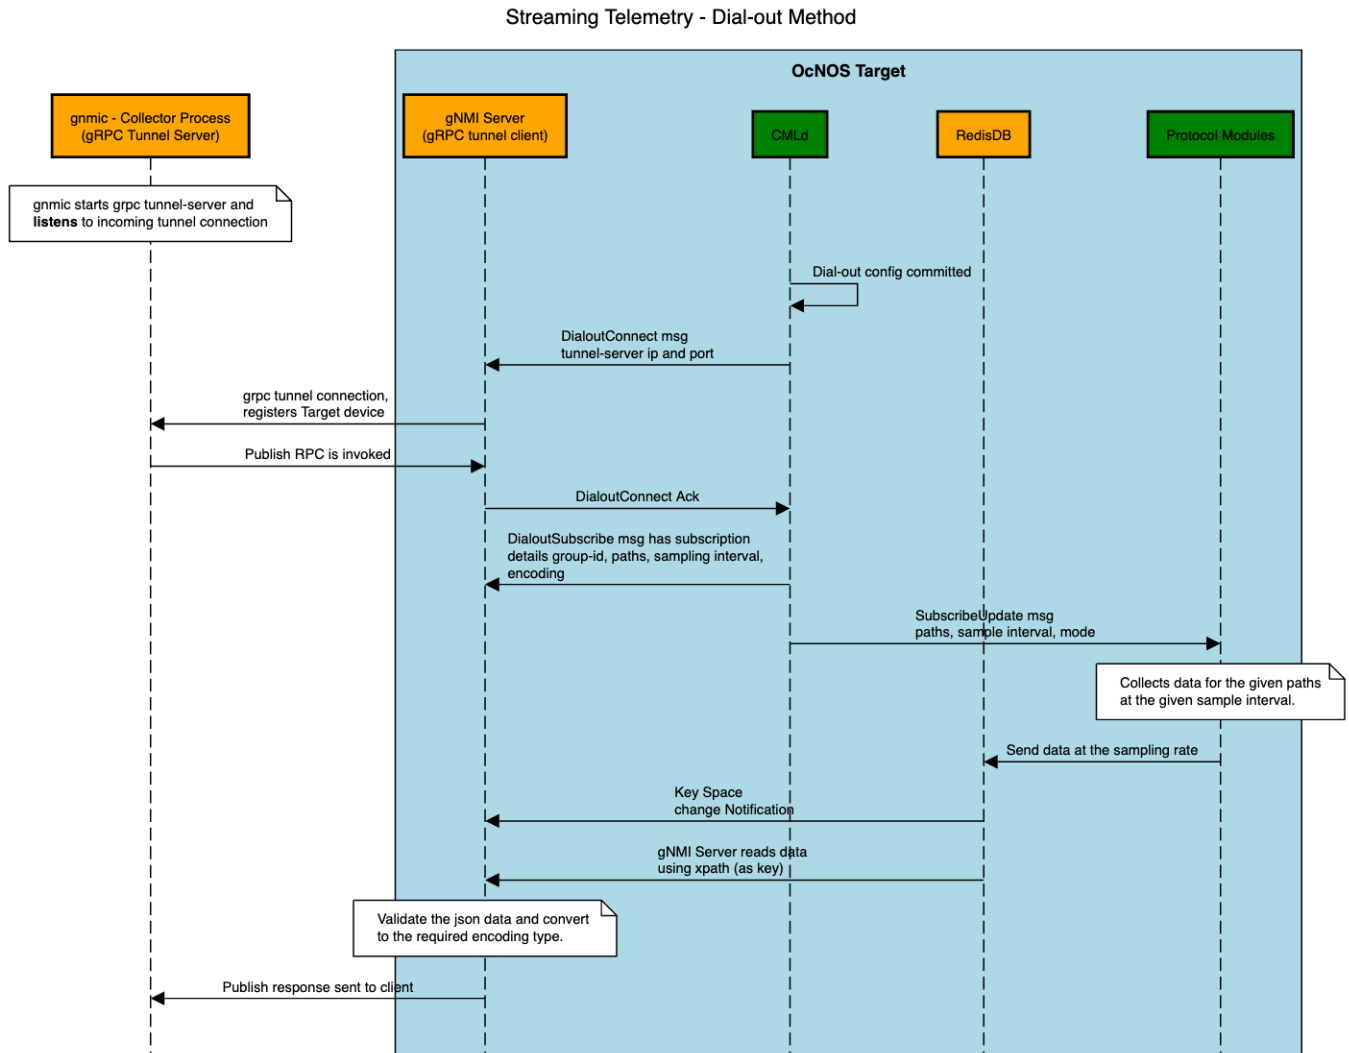 Streaming Telemetry - Dial-out Method
OcNOS Target
gnmic - Collector Process
(gRPC Tunnel Server)
gNMI Server
(gRPC tunnel client)
CMLd
RedisDB
Protocol Modules
gnmic starts grpc tunnel-server and
listens to incoming tunnel connection
Dial-out config committed
DialoutConnect msg
tunnel-server ip and port
grpc tunnel connection,
registers Target device
Publish RPC is invoked
DialoutConnect Ack
DialoutSubscribe msg has subscription
details group-id, paths, sampling interval,
encoding
SubscribeUpdate msg
paths, sample interval, mode
Collects data for the given paths
at the given sample interval.
Send data at the sampling rate
Key Space
change Notification
gNMI Server reads data
using xpath (as key)
Validate the json data and convert
to the required encoding type.
Publish response sent to client